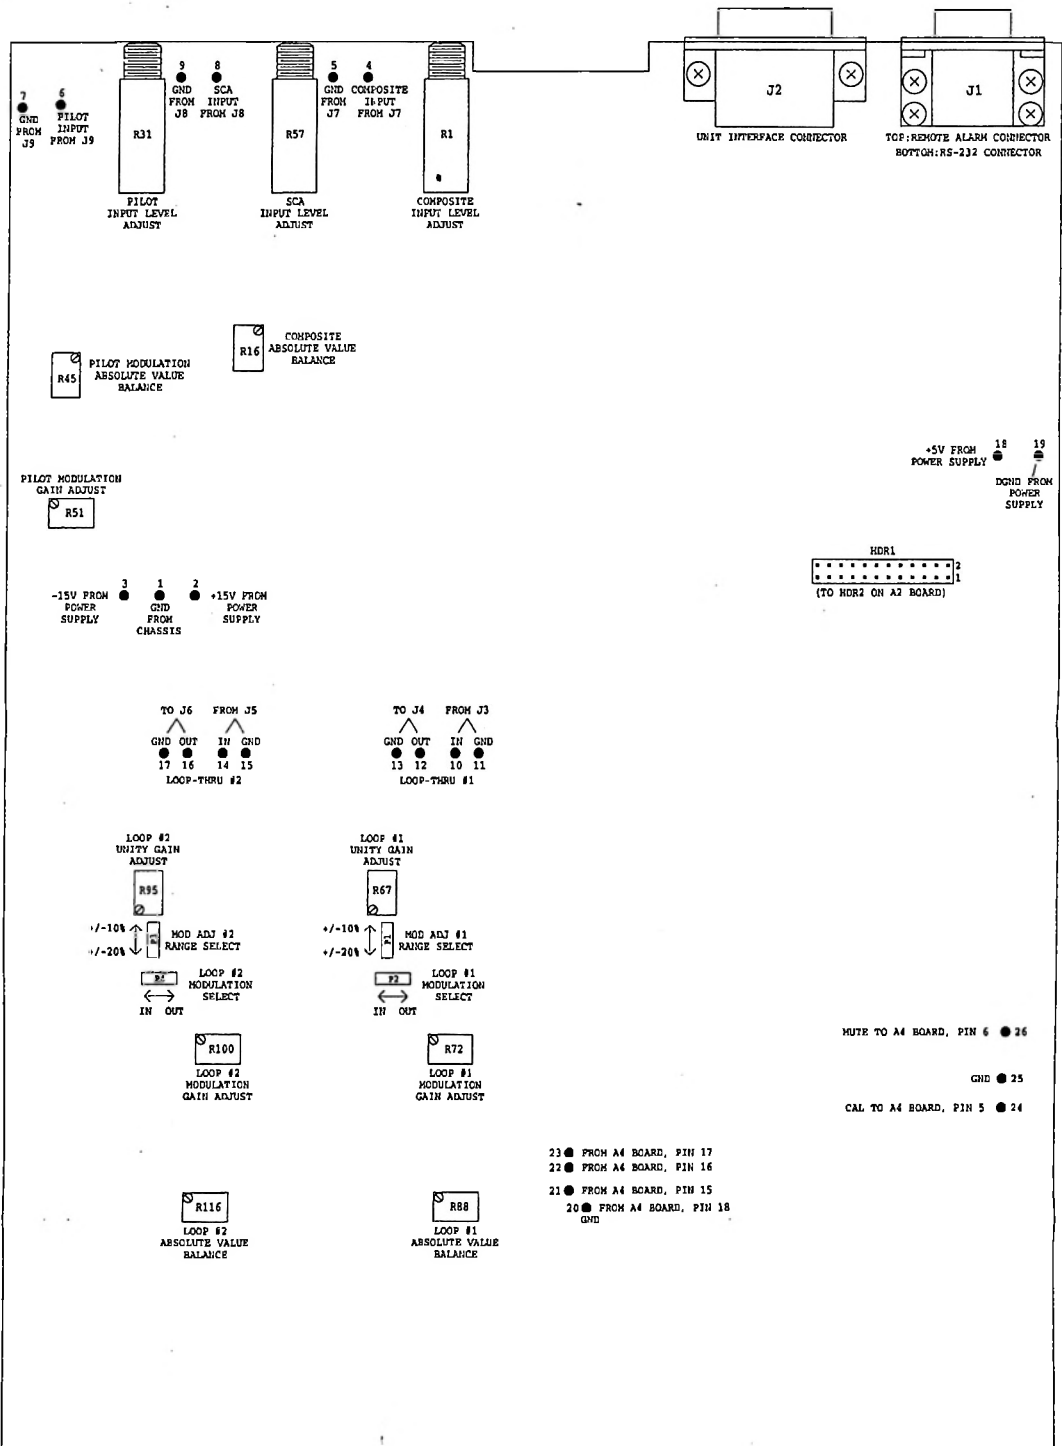 J2
J1
UNIT INTERFACE CONNECTOR
TOP:REMOTE ALARM CONNECTOR
BOTTOM:RS-232 CONNECTOR
7
GND
FROM
J9
6
PILOT
INPUT
FROM J9
R31
PILOT
INPUT LEVEL
ADJUST
9
GND
FROM
J8
8
SCA
INPUT
FROM J8
R57
SCA
INPUT LEVEL
ADJUST
5
GND
FROM
J7
4
COMPOSITE
INPUT
FROM J7
R1
COMPOSITE
INPUT LEVEL
ADJUST
R16
COMPOSITE
ABSOLUTE VALUE
BALANCE
R45
PILOT MODULATION
ABSOLUTE VALUE
BALANCE
+5V FROM
POWER SUPPLY
18
19
DGND FROM
POWER
SUPPLY
PILOT MODULATION
GAIN ADJUST
R51
HDR1
2
1
(TO HDR2 ON A2 BOARD)
3
1
2
-15V FROM
POWER
SUPPLY
GND
FROM
CHASSIS
+15V FROM
POWER
SUPPLY
TO J6 FROM J5
GND OUT IN GND
17 16 14 15
LOOP-THRU #2
TO J4 FROM J3
GND OUT IN GND
13 12 10 11
LOOP-THRU #1
LOOP #2
UNITY GAIN
ADJUST
R95
+/-10%
+/-20%
P3
MOD ADJ #2
RANGE SELECT
P4
LOOP #2
MODULATION
SELECT
IN OUT
R100
LOOP #2
MODULATION
GAIN ADJUST
LOOP #1
UNITY GAIN
ADJUST
R67
+/-10%
+/-20%
P1
MOD ADJ #1
RANGE SELECT
P2
LOOP #1
MODULATION
SELECT
IN OUT
R72
LOOP #1
MODULATION
GAIN ADJUST
MUTE TO A4 BOARD, PIN 6 26
GND 25
CAL TO A4 BOARD, PIN 5 24
23 FROM A4 BOARD, PIN 17
22 FROM A4 BOARD, PIN 16
21 FROM A4 BOARD, PIN 15
20 FROM A4 BOARD, PIN 18
GND
R116
LOOP #2
ABSOLUTE VALUE
BALANCE
R88
LOOP #1
ABSOLUTE VALUE
BALANCE